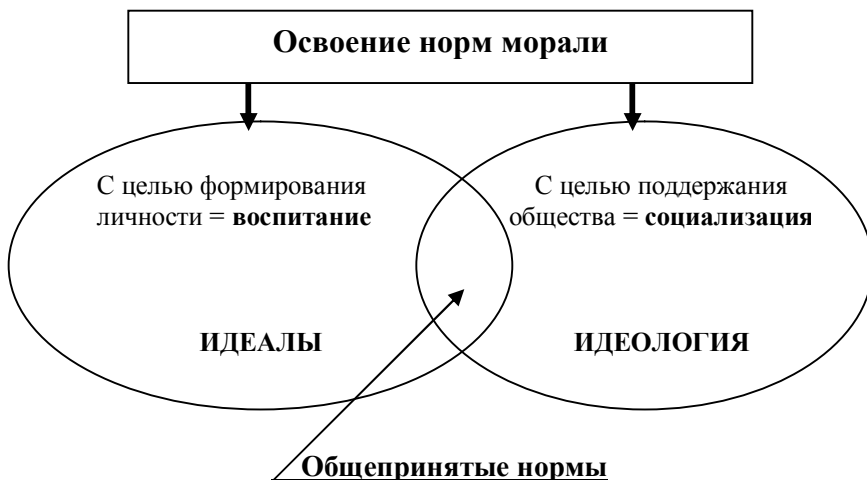 Освоение норм морали
С целью формирования
личности = воспитание
С целью поддержания
общества = социализация
ИДЕАЛЫ
ИДЕОЛОГИЯ
Общепринятые нормы